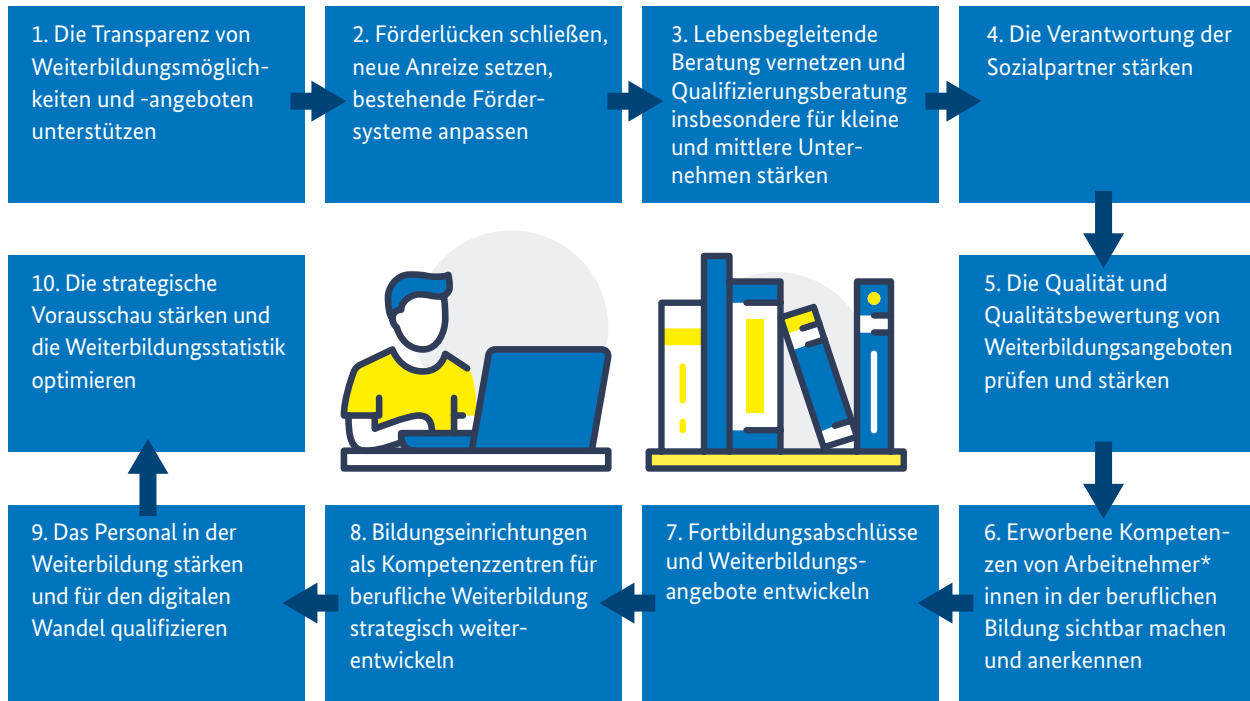 1. Die Transparenz von
Weiterbildungsmöglich-
keiten und -angeboten
unterstützen
2. Förderlücken schließen,
neue Anreize setzen,
bestehende Förder-
systeme anpassen
3. Lebensbegleitende
Beratung vernetzen und
Qualifizierungsberatung
insbesondere für kleine
und mittlere Unter-
nehmen stärken
4. Die Verantwortung der
Sozialpartner stärken
5. Die Qualität und
Qualitätsbewertung von
Weiterbildungsangeboten
prüfen und stärken
6. Erworbene Kompeten-
zen von Arbeitnehmer*
innen in der beruflichen
Bildung sichtbar machen
und anerkennen
7. Fortbildungsabschlüsse
und Weiterbildungs-
angebote entwickeln
8. Bildungseinrichtungen
als Kompetenzzentren für
berufliche Weiterbildung
strategisch weiter-
entwickeln
9. Das Personal in der
Weiterbildung stärken
und für den digitalen
Wandel qualifizieren
10. Die strategische
Vorausschau stärken und
die Weiterbildungsstatistik
optimieren